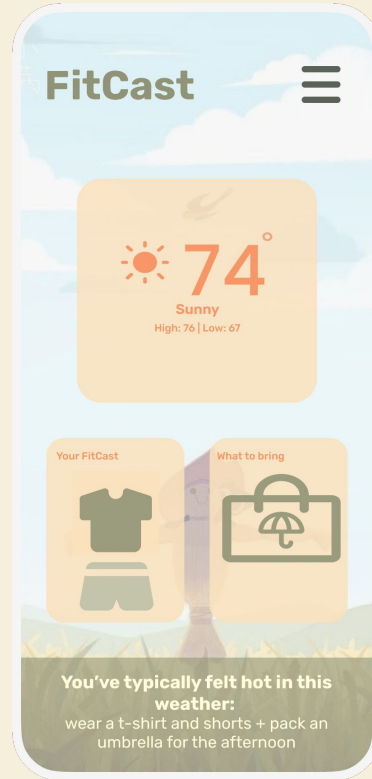 FitCast
74°
Sunny
High: 76 | Low: 67
Your FitCast
What to bring
You've typically felt hot in this
weather:
wear a t-shirt and shorts + pack an
umbrella for the afternoon